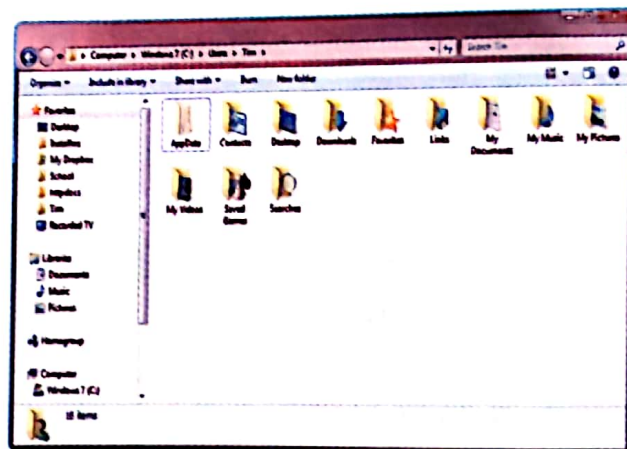 Computer ▸ Windows 7 (C:) ▸ Users ▸ Tim ▸
Search Tim
Organize Include in library Share with Burn New folder
Favorites
Desktop
My Dropbox
School
httpdocs
Tim
Recorded TV
Libraries
Documents
Music
Pictures
Homegroup
Computer
Windows 7 (C:)
AppData Contacts Desktop Downloads Favorites Links My Documents My Music My Pictures
My Videos Saved Games Searches
items